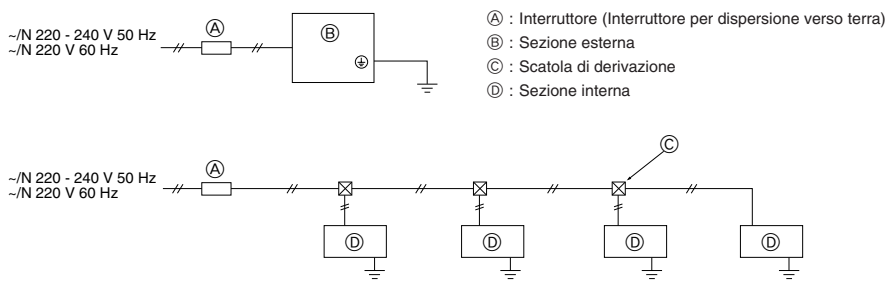 ~/N 220 - 240 V 50 Hz
~/N 220 V 60 Hz
Ⓐ
Ⓑ
Ⓐ : Interruttore (Interruttore per dispersione verso terra)
Ⓑ : Sezione esterna
Ⓒ : Scatola di derivazione
Ⓓ : Sezione interna
Ⓒ
~/N 220 - 240 V 50 Hz
~/N 220 V 60 Hz
Ⓐ
Ⓓ Ⓓ Ⓓ Ⓓ